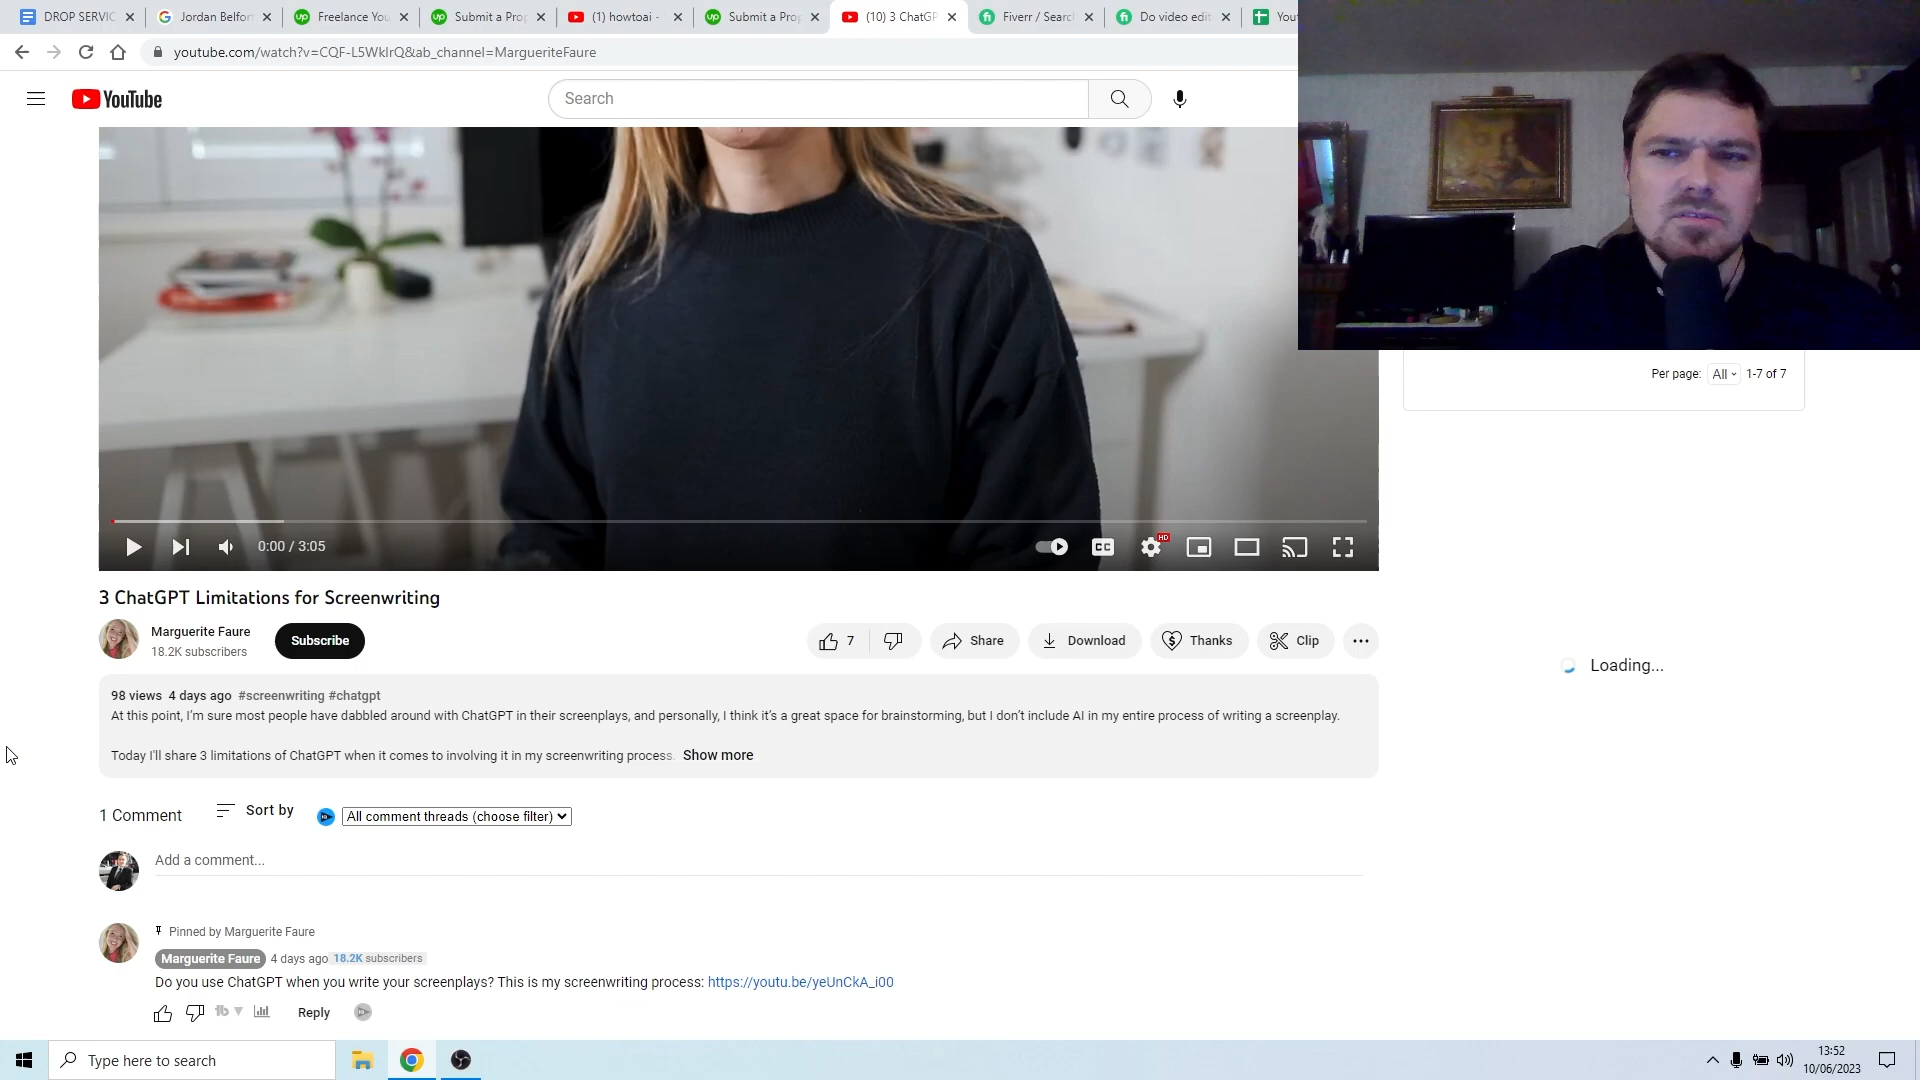 DROP SERVIC
Jordan Belfor
Freelance You
Submit a Prop
(1) howtoai -
Submit a Prop
(10) 3 ChatGP
Fiverr / Searc
Do video edit
You
youtube.com/watch?v=CQF-L5WklrQ&ab_channel=MargueriteFaure
YouTube
Search
0:00 / 3:05
CC
HD
Per page: All 1-7 of 7
3 ChatGPT Limitations for Screenwriting
Marguerite Faure
18.2K subscribers
Subscribe
7
Share
Download
Thanks
Clip
98 views 4 days ago #screenwriting #chatgpt
At this point, I'm sure most people have dabbled around with ChatGPT in their screenplays, and personally, I think it's a great space for brainstorming, but I don't include AI in my entire process of writing a screenplay.
Today I'll share 3 limitations of ChatGPT when it comes to involving it in my screenwriting process. Show more
Loading...
1 Comment
Sort by
All comment threads (choose filter)
Add a comment...
Pinned by Marguerite Faure
Marguerite Faure 4 days ago 18.2K subscribers
Do you use ChatGPT when you write your screenplays? This is my screenwriting process: https://youtu.be/yeUnCkA_i00
Reply
Type here to search
13:52
10/06/2023